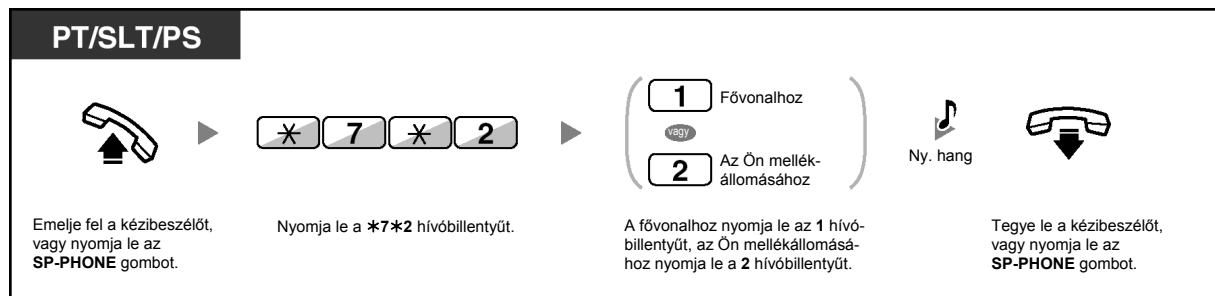 PT/SLT/PS
* 7 * 2
1 Fővonalhoz
vagy
2 Az Ön mellék-
állomásához
Ny. hang
Emelje fel a kézibeszélőt,
vagy nyomja le az
SP-PHONE gombot.
Nyomja le a *7*2 hívóbillentyűt.
A fővonalhoz nyomja le az 1 hívó-
billentyűt, az Ön mellékállomásá-
hoz nyomja le a 2 hívóbillentyűt.
Tegye le a kézibeszélőt,
vagy nyomja le az
SP-PHONE gombot.